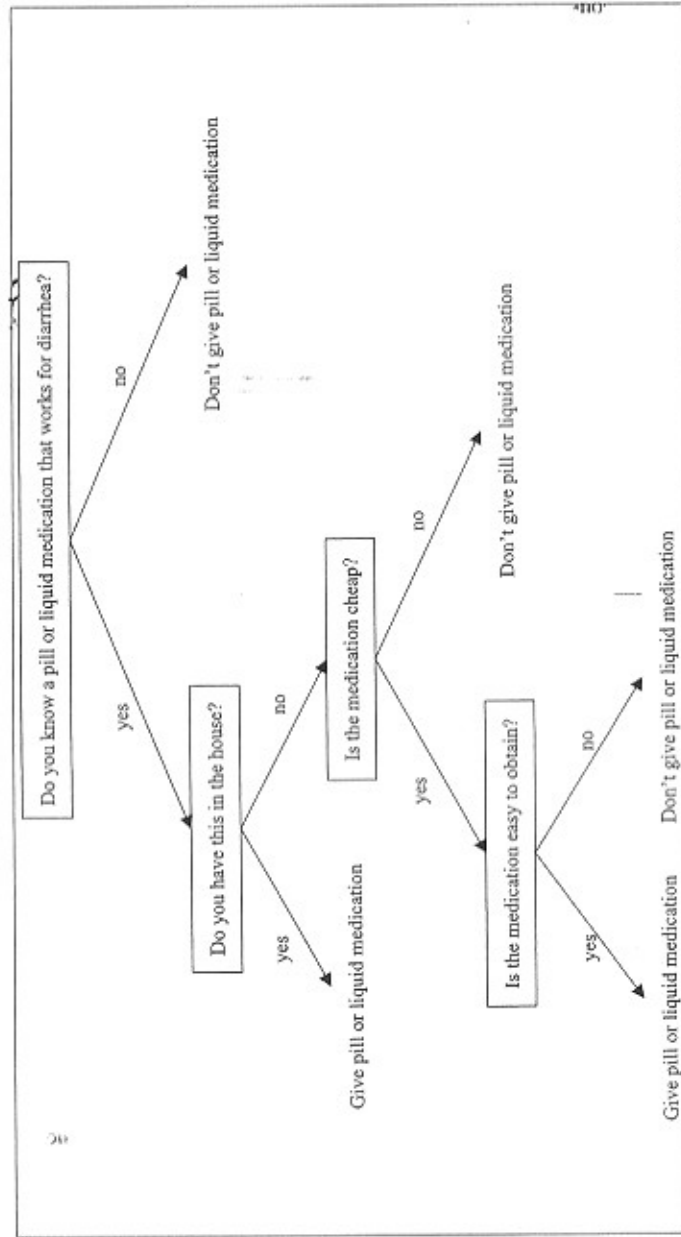 Do you know a pill or liquid medication that works for diarrhea?
yes
no
Do you have this in the house?
Don't give pill or liquid medication
yes
no
Give pill or liquid medication
Is the medication cheap?
yes
no
Is the medication easy to obtain?
Don't give pill or liquid medication
yes
no
Give pill or liquid medication
Don't give pill or liquid medication